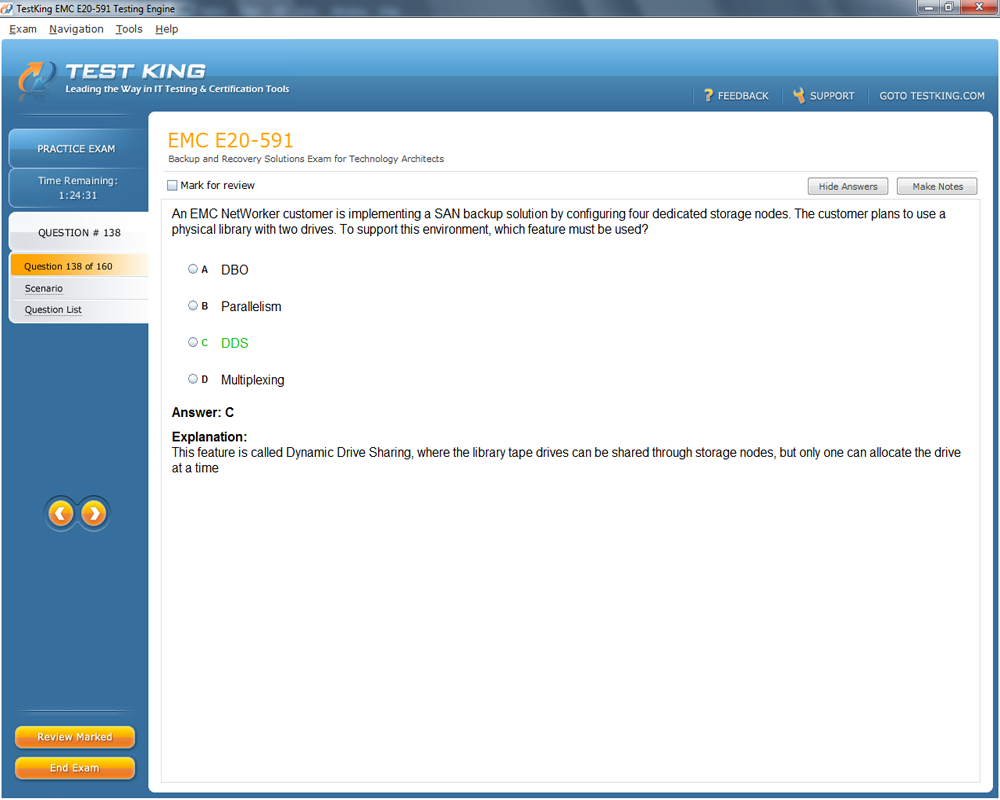 TestKing EMC E20-591 Testing Engine
Exam Navigation Tools Help
TEST KING
Leading the Way in IT Testing & Certification Tools
? FEEDBACK SUPPORT GOTO TESTKING.COM
PRACTICE EXAM
Time Remaining:
1:24:31
QUESTION # 138
Question 138 of 160
Scenario
Question List
EMC E20-591
Backup and Recovery Solutions Exam for Technology Architects
Mark for review
Hide Answers Make Notes
An EMC NetWorker customer is implementing a SAN backup solution by configuring four dedicated storage nodes. The customer plans to use a
physical library with two drives. To support this environment, which feature must be used?
A DBO
B Parallelism
C DDS
D Multiplexing
Answer: C
Explanation:
This feature is called Dynamic Drive Sharing, where the library tape drives can be shared through storage nodes, but only one can allocate the drive
at a time
Review Marked
End Exam